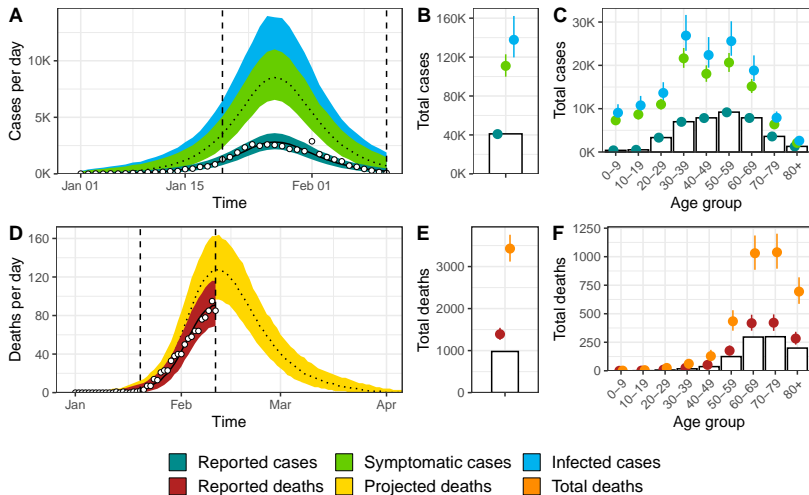 A
Cases per day
10K
5K
0K
Jan 01
Jan 15
Feb 01
Time
B
Total cases
160K
120K
80K
40K
0K
C
Total cases
30K
20K
10K
0K
0−9
10−19
20−29
30−39
40−49
50−59
60−69
70−79
80+
Age group
D
Deaths per day
160
120
80
40
0
Jan
Feb
Mar
Apr
Time
E
Total deaths
3000
2000
1000
0
F
Total deaths
1250
1000
750
500
250
0
0−9
10−19
20−29
30−39
40−49
50−59
60−69
70−79
80+
Age group
Reported cases
Symptomatic cases
Infected cases
Reported deaths
Projected deaths
Total deaths